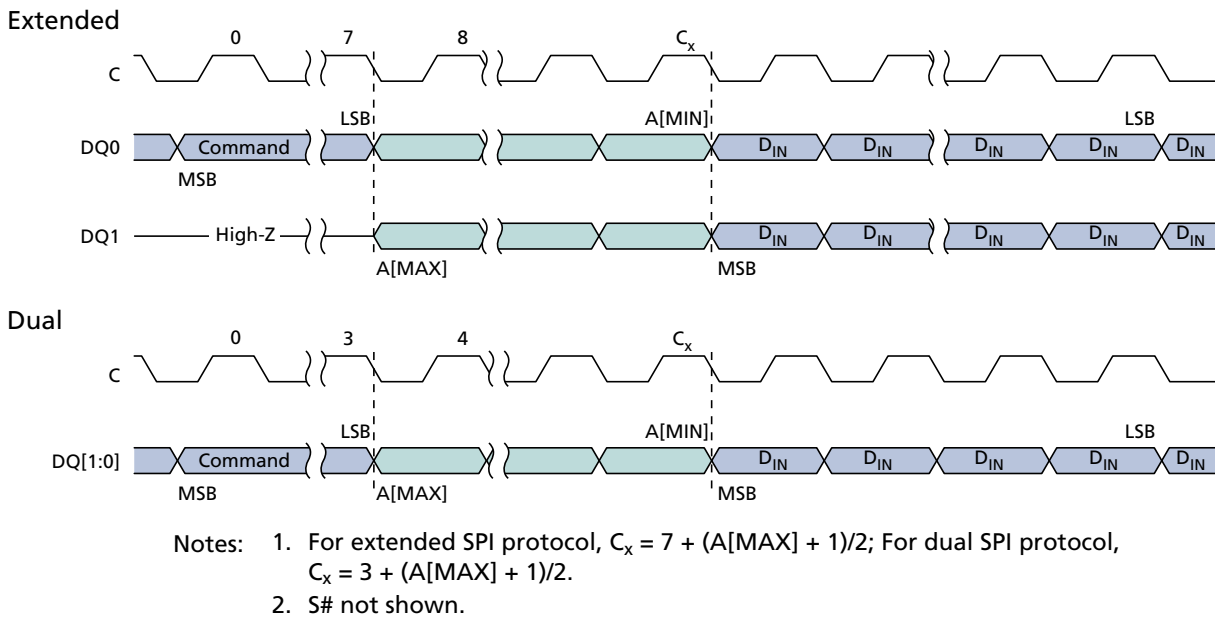 Extended
0 7 8 Cx
C
LSB A[MIN] LSB
DQ0 Command DIN DIN DIN DIN DIN
MSB
DQ1 High-Z DIN DIN DIN DIN DIN
A[MAX] MSB
Dual
0 3 4 Cx
C
LSB A[MIN] LSB
DQ[1:0] Command DIN DIN DIN DIN DIN
MSB A[MAX] MSB
Notes: 1. For extended SPI protocol, Cx = 7 + (A[MAX] + 1)/2; For dual SPI protocol,
Cx = 3 + (A[MAX] + 1)/2.
2. S# not shown.